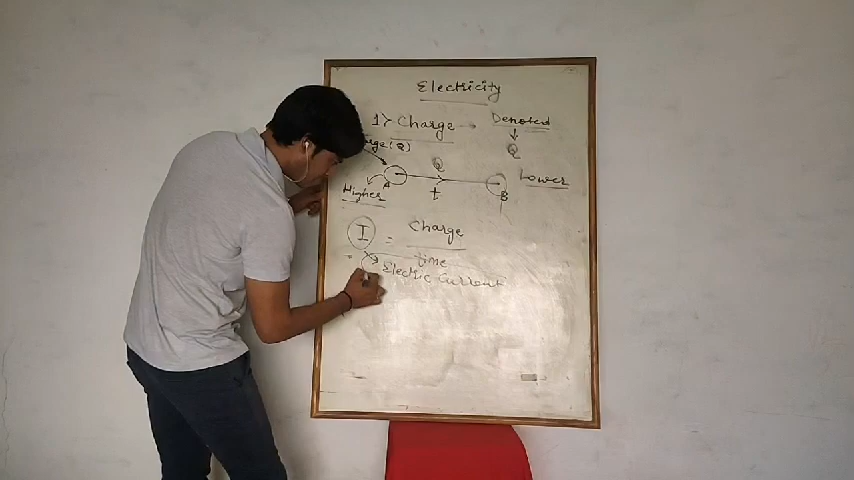 Electricity
1> Charge → Denoted
Q
Q
A
t
B
Lower
Higher
I = Charge
time
Electric Current